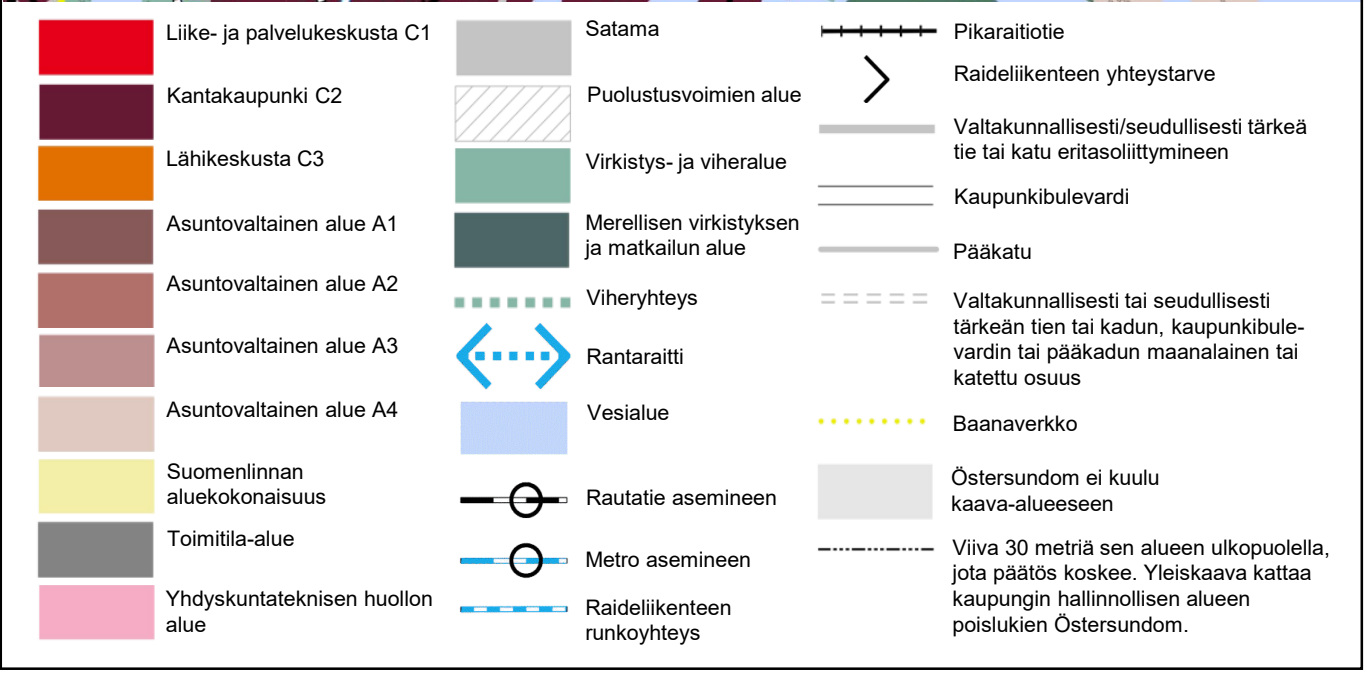 Liike- ja palvelukeskusta C1
Kantakaupunki C2
Lähikeskusta C3
Asuntovaltainen alue A1
Asuntovaltainen alue A2
Asuntovaltainen alue A3
Asuntovaltainen alue A4
Suomenlinnan
aluekokonaisuus
Toimitila-alue
Yhdyskuntateknisen huollon
alue
Satama
Puolustusvoimien alue
Virkistys- ja viheralue
Merellisen virkistyksen
ja matkailun alue
Viheryhteys
Rantaraitti
Vesialue
Rautatie asemineen
Metro asemineen
Raideliikenteen
runkoyhteys
Pikaraitiotie
Raideliikenteen yhteystarve
Valtakunnallisesti/seudullisesti tärkeä
tie tai katu eritasoliittymineen
Kaupunkibulevardi
Pääkatu
Valtakunnallisesti tai seudullisesti
tärkeän tien tai kadun, kaupunkibule-
vardin tai pääkadun maanalainen tai
katettu osuus
Baanaverkko
Östersundom ei kuulu
kaava-alueeseen
Viiva 30 metriä sen alueen ulkopuolella,
jota päätös koskee. Yleiskaava kattaa
kaupungin hallinnollisen alueen
poislukien Östersundom.